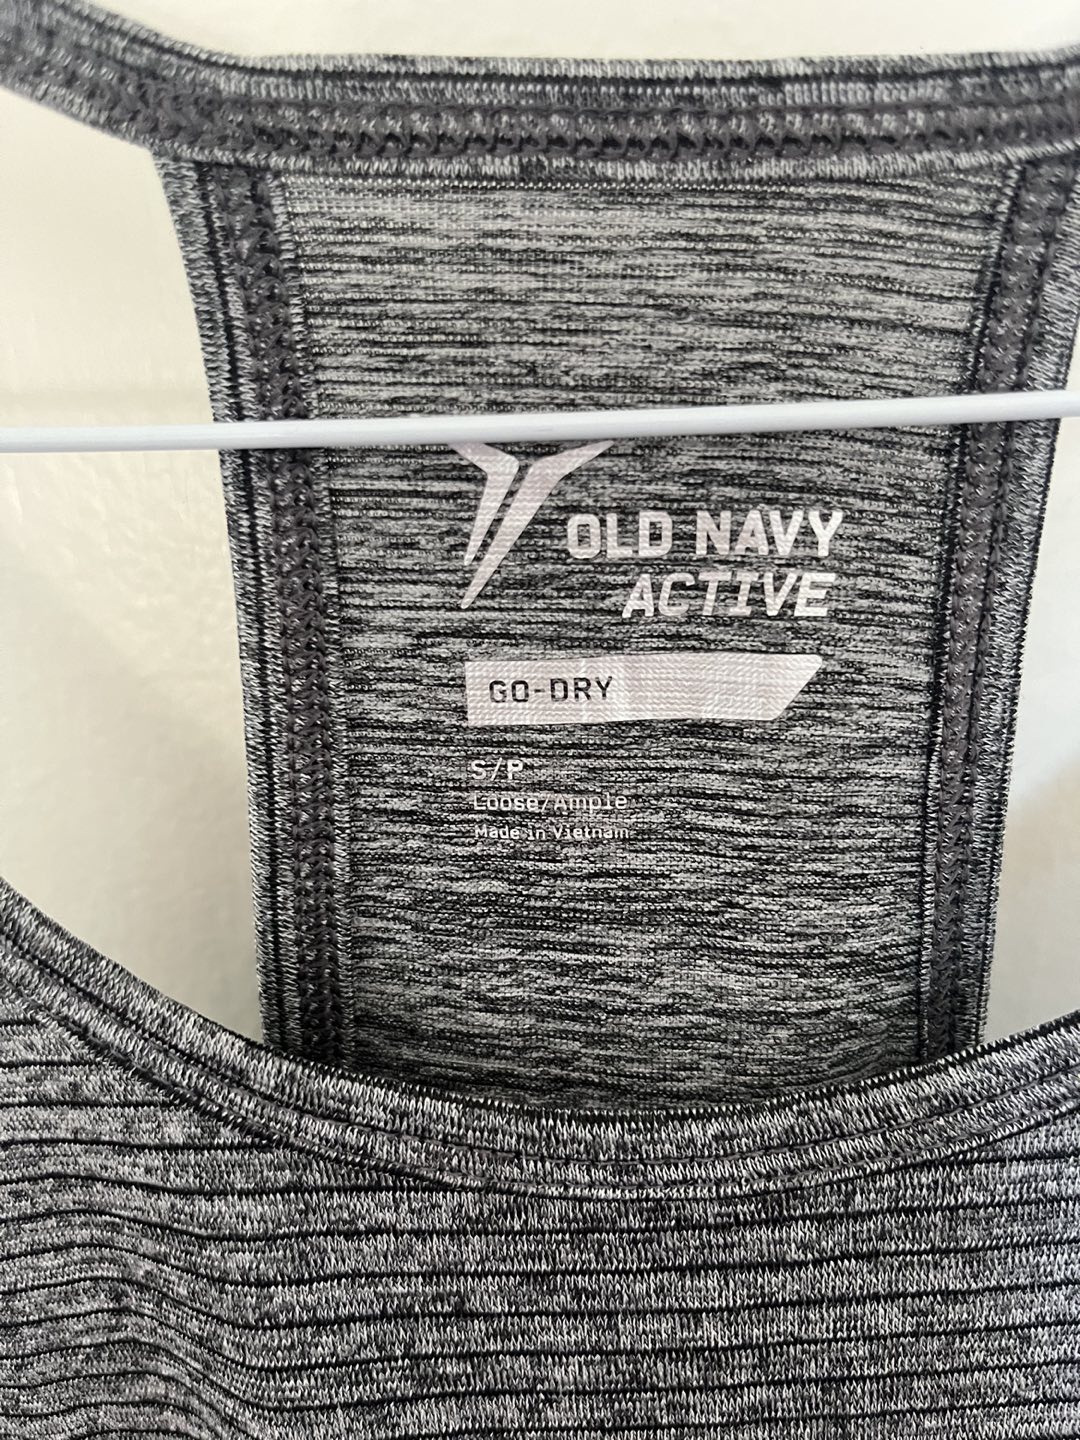 OLD NAVY
ACTIVE
GO-DRY
S/P
Loose/Ample
Made in Vietnam